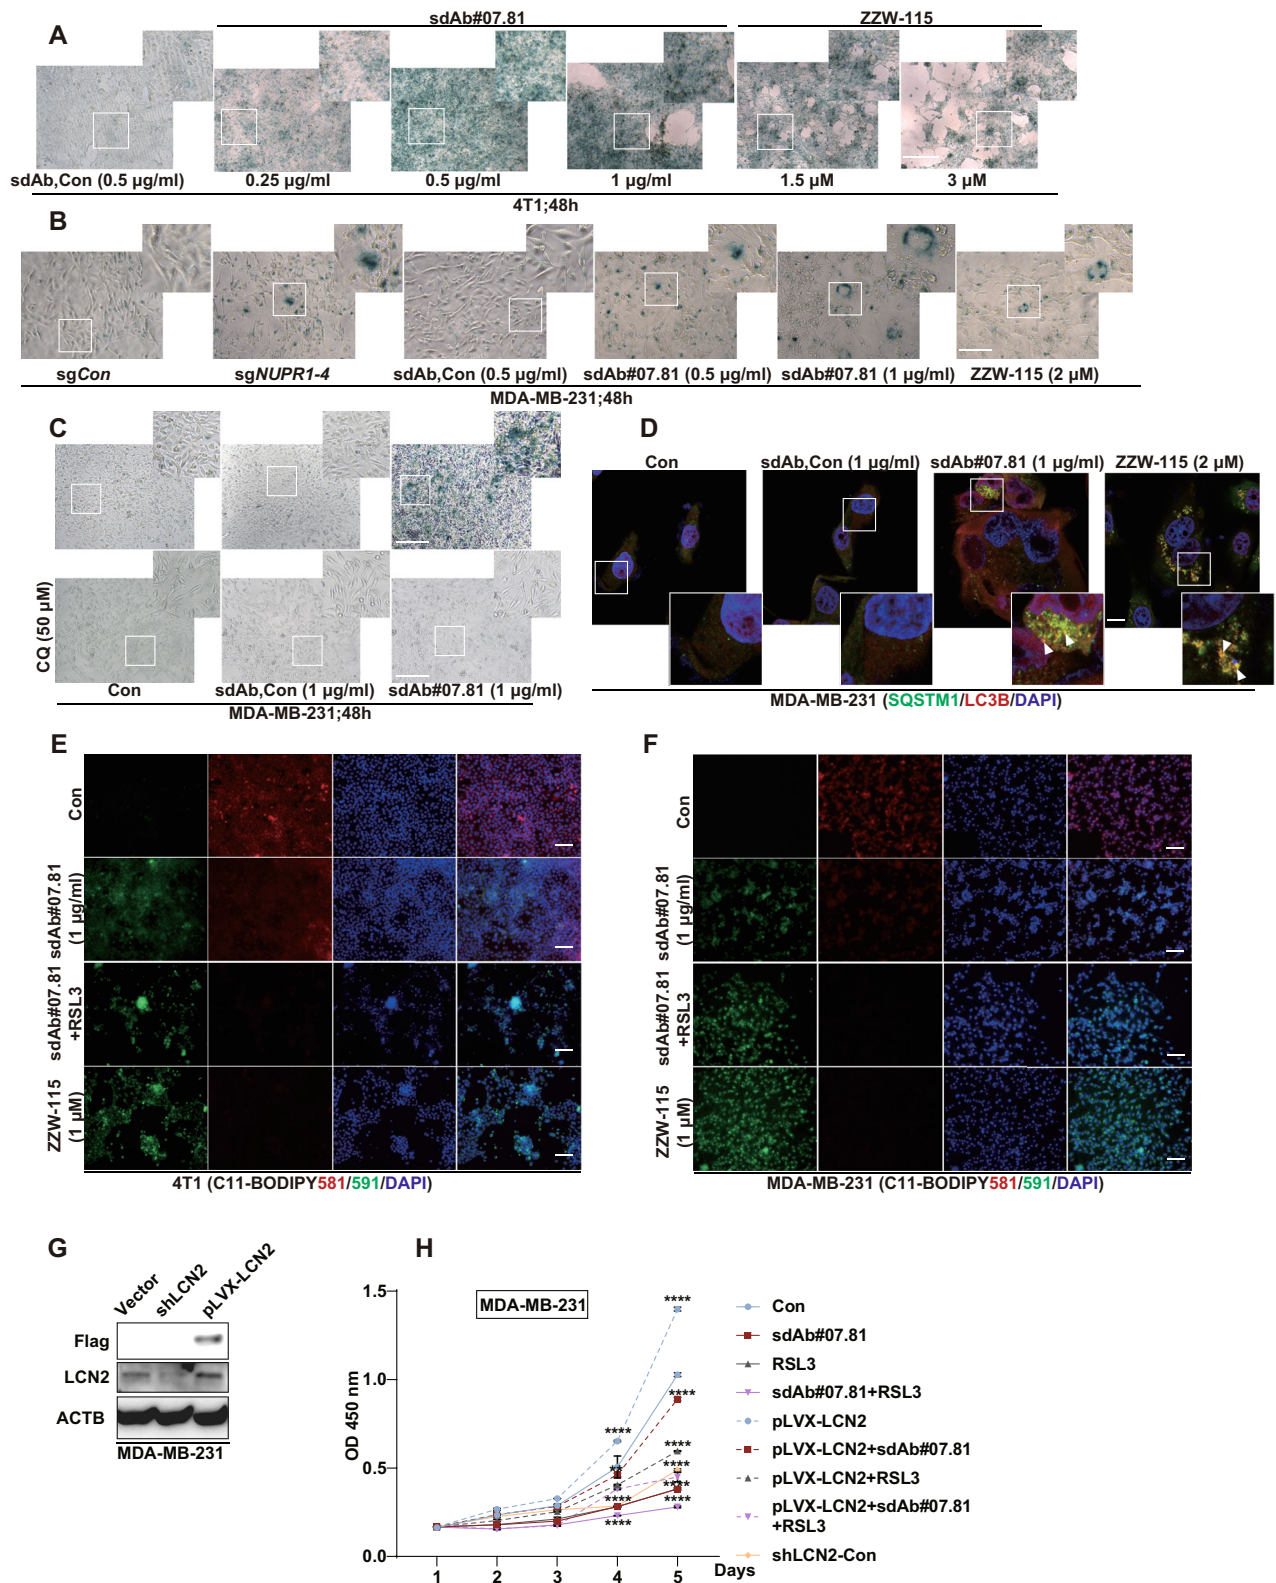 A
sdAb#07.81
ZZW-115
sdAb,Con (0.5 µg/ml)
0.25 µg/ml
0.5 µg/ml
1 µg/ml
1.5 µM
3 µM
4T1;48h
B
sgCon
sgNUPR1-4
sdAb,Con (0.5 µg/ml)
sdAb#07.81 (0.5 µg/ml)
sdAb#07.81 (1 µg/ml)
ZZW-115 (2 µM)
MDA-MB-231;48h
C
CQ (50 µM)
Con
sdAb,Con (1 µg/ml)
sdAb#07.81 (1 µg/ml)
MDA-MB-231;48h
D
Con
sdAb,Con (1 µg/ml)
sdAb#07.81 (1 µg/ml)
ZZW-115 (2 µM)
MDA-MB-231 (SQSTM1/LC3B/DAPI)
E
Con
sdAb#07.81
(1 µg/ml)
sdAb#07.81
+RSL3
ZZW-115
(1 µM)
4T1 (C11-BODIPY581/591/DAPI)
F
Con
sdAb#07.81
(1 µg/ml)
sdAb#07.81
+RSL3
ZZW-115
(1 µM)
MDA-MB-231 (C11-BODIPY581/591/DAPI)
G
Vector
shLCN2
pLVX-LCN2
Flag
LCN2
ACTB
MDA-MB-231
H
MDA-MB-231
OD 450 nm
1.5
1.0
0.5
0.0
1
2
3
4
5
Days
****
****
****
**
****
****
****
****
****
****
Con
sdAb#07.81
RSL3
sdAb#07.81+RSL3
pLVX-LCN2
pLVX-LCN2+sdAb#07.81
pLVX-LCN2+RSL3
pLVX-LCN2+sdAb#07.81
+RSL3
shLCN2-Con